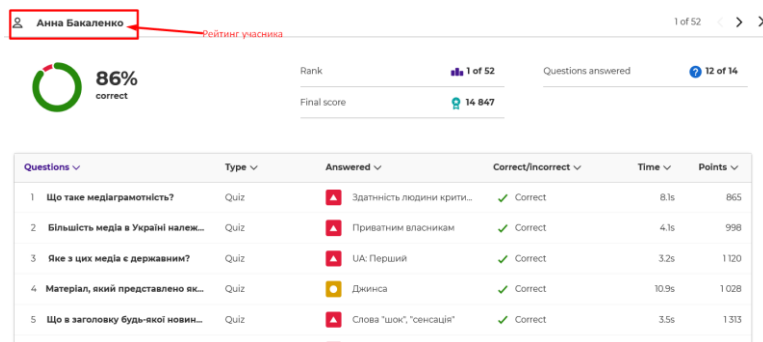 Анна Бакаленко
Рейтинг учасника
1 of 52
86%
correct
Rank
1 of 52
Questions answered
12 of 14
Final score
14 847
Questions Type Answered Correct/incorrect Time Points
1 Що таке медіаграмотність? Quiz Здатнність людини крити... Correct 8.1s 865
2 Більшість медіа в Україні належ... Quiz Приватним власникам Correct 4.1s 998
3 Яке з цих медіа є державним? Quiz UA: Перший Correct 3.2s 1 120
4 Матеріал, який представлено як... Quiz Джинса Correct 10.9s 1 028
5 Що в заголовку будь-якої новин... Quiz Слова "шок", "сенсація" Correct 3.5s 1 313